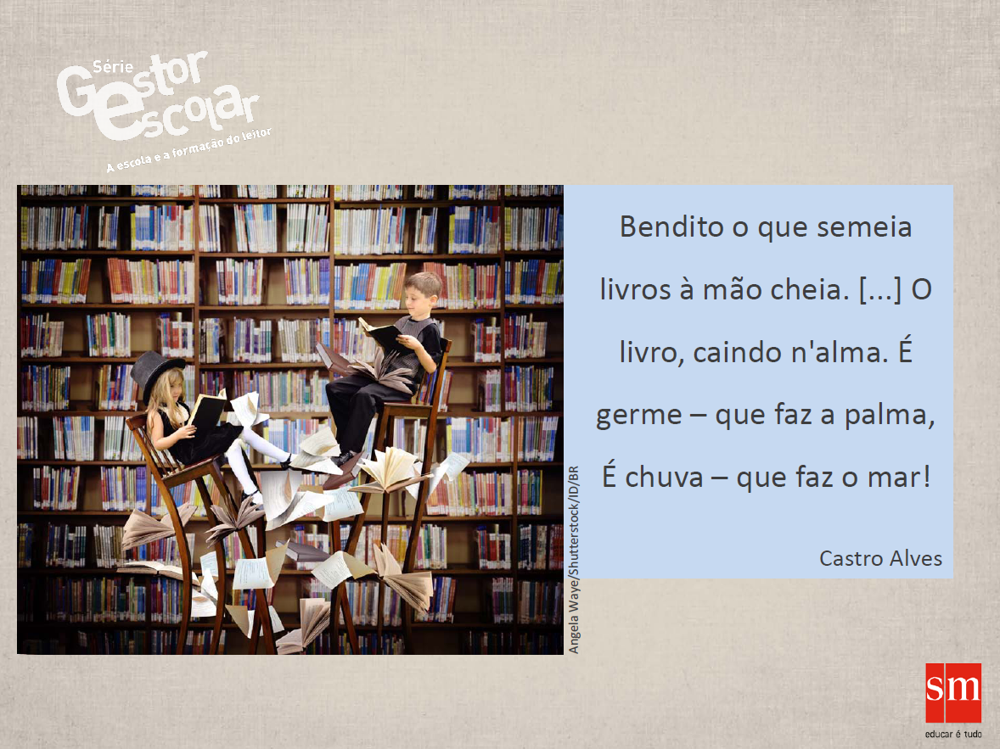 Série
Gestor
escolar
A escola e a formação do leitor
Bendito o que semeia
livros à mão cheia. [...] O
livro, caindo n'alma. É
germe – que faz a palma,
É chuva – que faz o mar!
Castro Alves
Angela Waye/Shutterstock/ID/BR
sm
educar é tudo